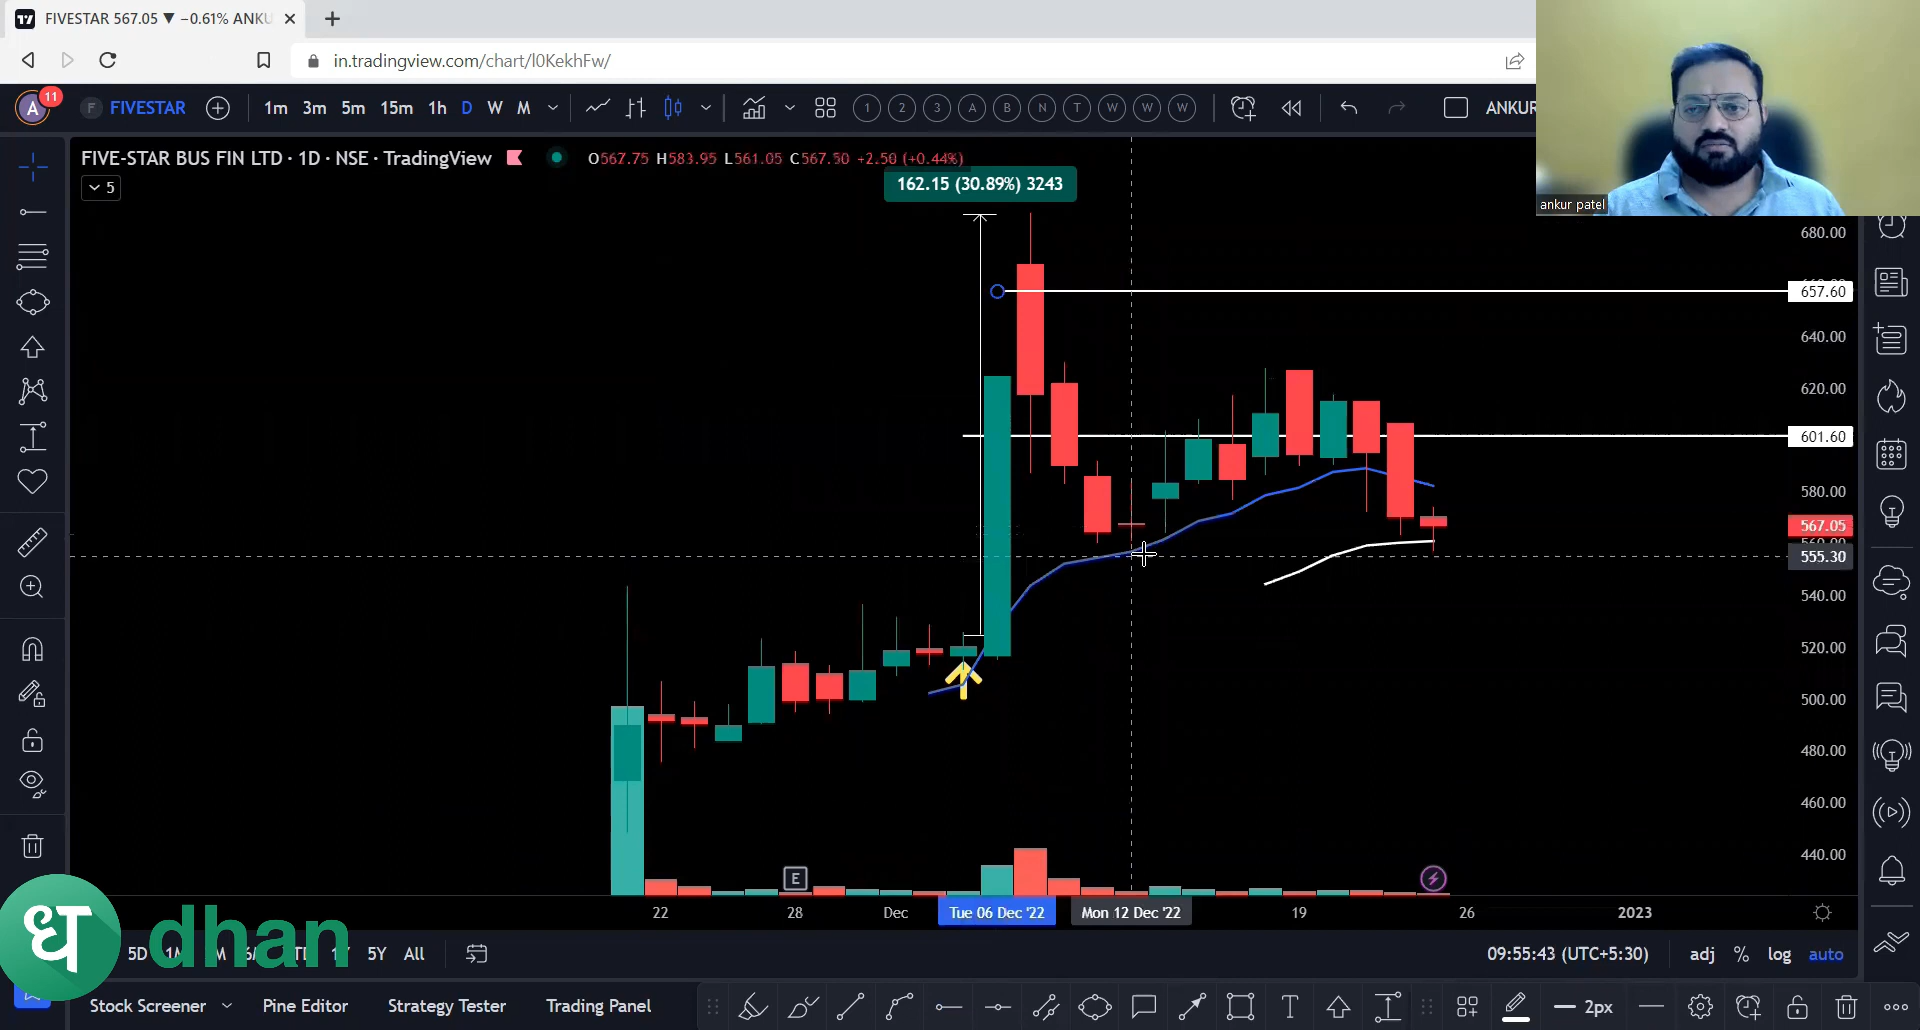 FIVESTAR 567.05 ▼ −0.61% ANKU
in.tradingview.com/chart/l0KekhFw/
A 11 F FIVESTAR 1m 3m 5m 15m 1h D W M 1 2 3 A B N T W W W ANKUR
FIVE-STAR BUS FIN LTD · 1D · NSE · TradingView O567.75 H583.95 L561.05 C567.50 +2.50 (+0.44%)
5
162.15 (30.89%) 3243
ankur patel
680.00
657.60
640.00
620.00
601.60
580.00
567.05
555.30
540.00
520.00
500.00
480.00
460.00
440.00
E
22 28 Dec Tue 06 Dec '22 Mon 12 Dec '22 19 26 2023
ध dhan
5D 5Y All 09:55:43 (UTC+5:30) adj % log auto
Stock Screener Pine Editor Strategy Tester Trading Panel T 2px